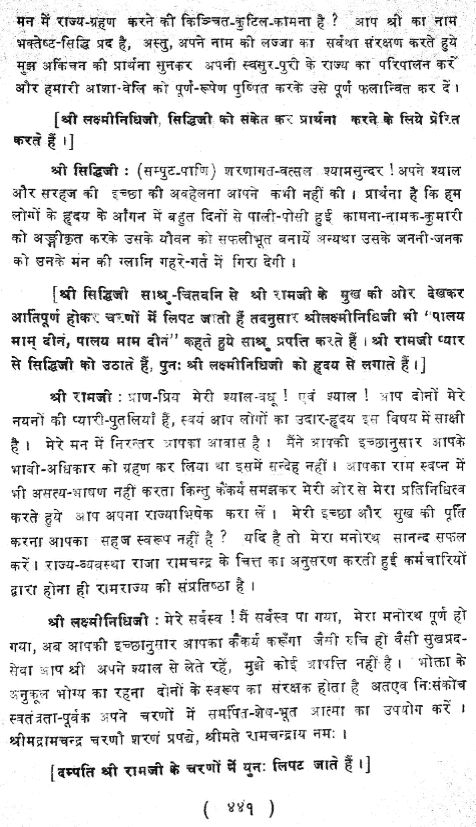 मन में राज्य-ग्रहण करने की किञ्चित-कुटिल-कामना है ? आप श्री का नाम
भक्तेष्ट-सिद्धि प्रद है, अस्तु, अपने नाम की लज्जा का सर्वथा संरक्षण करते हुये
मुझ अकिंचन की प्रार्थना सुनकर अपनी स्वसुर-पुरी के राज्य का परिपालन करें
और हमारी आशा-वेलि को पूर्ण-रूपेण पुष्पित करके उसे पूर्ण फलान्वित कर दें ।
[श्री लक्ष्मीनिधिजी, सिद्धिजी को संकेत कर प्रार्थना करने के लिये प्रेरित
करते हैं ।]
श्री सिद्धिजी : (सम्पुट-पाणि) शरणागत-वत्सल श्यामसुन्दर ! अपने श्याल
और सरहज की इच्छा की अवहेलना आपने कभी नहीं की । प्रार्थना है कि हम
लोगों के हृदय के आँगन में बहुत दिनों से पाली-पोसी हुई कामना-नामक-कुमारी
को अङ्गीकृत करके उसके यौवन को सफलीभूत बनायें अन्यथा उसके जननी-जनक
को उनके मन की ग्लानि गहरे-गर्त में गिरा देगी ।
[श्री सिद्धिजी साश्रु-चितवनि से श्री रामजी के मुख की ओर देखकर
आतिपूर्ण होकर चरणों में लिपट जाती हैं तदनुसार श्रीलक्ष्मीनिधिजी भी "पालय
माम् दीनं, पालय माम दीनं" कहते हुये साश्रु प्रपत्ति करते हैं । श्री रामजी प्यार
से सिद्धिजी को उठाते हैं, पुनः श्री लक्ष्मीनिधिजी को हृदय से लगाते हैं ।]
श्री रामजी : प्राण-प्रिय मेरी श्याल-वधू ! एवं श्याल ! आप दोनों मेरे
नयनों की प्यारी-पुतलियाँ हैं, स्वयं आप लोगों का उदार-हृदय इस विषय में साक्षी
है । मेरे मन में निरन्तर आपका आवास है । मैंने आपकी इच्छानुसार आपके
भावी-अधिकार को ग्रहण कर लिया था इसमें सन्देह नहीं । आपका राम स्वप्न में
भी असत्य-भाषण नहीं करता किन्तु कैंकर्य समझकर मेरी ओर से मेरा प्रतिनिधित्व
करते हुये आप अपना राज्याभिषेक करा लें । मेरी इच्छा और सुख की पूर्ति
करना आपका सहज स्वरूप नहीं है ? यदि है तो मेरा मनोरथ सानन्द सफल
करें । राज्य-व्यवस्था राजा रामचन्द्र के चित्त का अनुसरण करती हुई कर्मचारियों
द्वारा होना ही रामराज्य की संप्रतिष्ठा है ।
श्री लक्ष्मीनिधिजी : मेरे सर्वस्व ! मैं सर्वस्व पा गया, मेरा मनोरथ पूर्ण हो
गया, अब आपकी इच्छानुसार आपका कैंकर्य करूँगा जैसी रुचि हो वैसी सुखप्रद-
सेवा आप श्री अपने श्याल से लेते रहें, मुझे कोई आपत्ति नहीं है । भोक्ता के
अनुकूल भोग्य का रहना दोनों के स्वरूप का संरक्षक होता है अतएव निःसंकोच
स्वतंत्रता-पूर्वक अपने चरणों में समर्पित-शेष-भूत आत्मा का उपयोग करें ।
श्रीमद्रामचन्द्र चरणौ शरणं प्रपद्ये, श्रीमते रामचन्द्राय नमः ।
[दम्पति श्री रामजी के चरणों में पुनः लिपट जाते हैं ।]
( ४४१ )